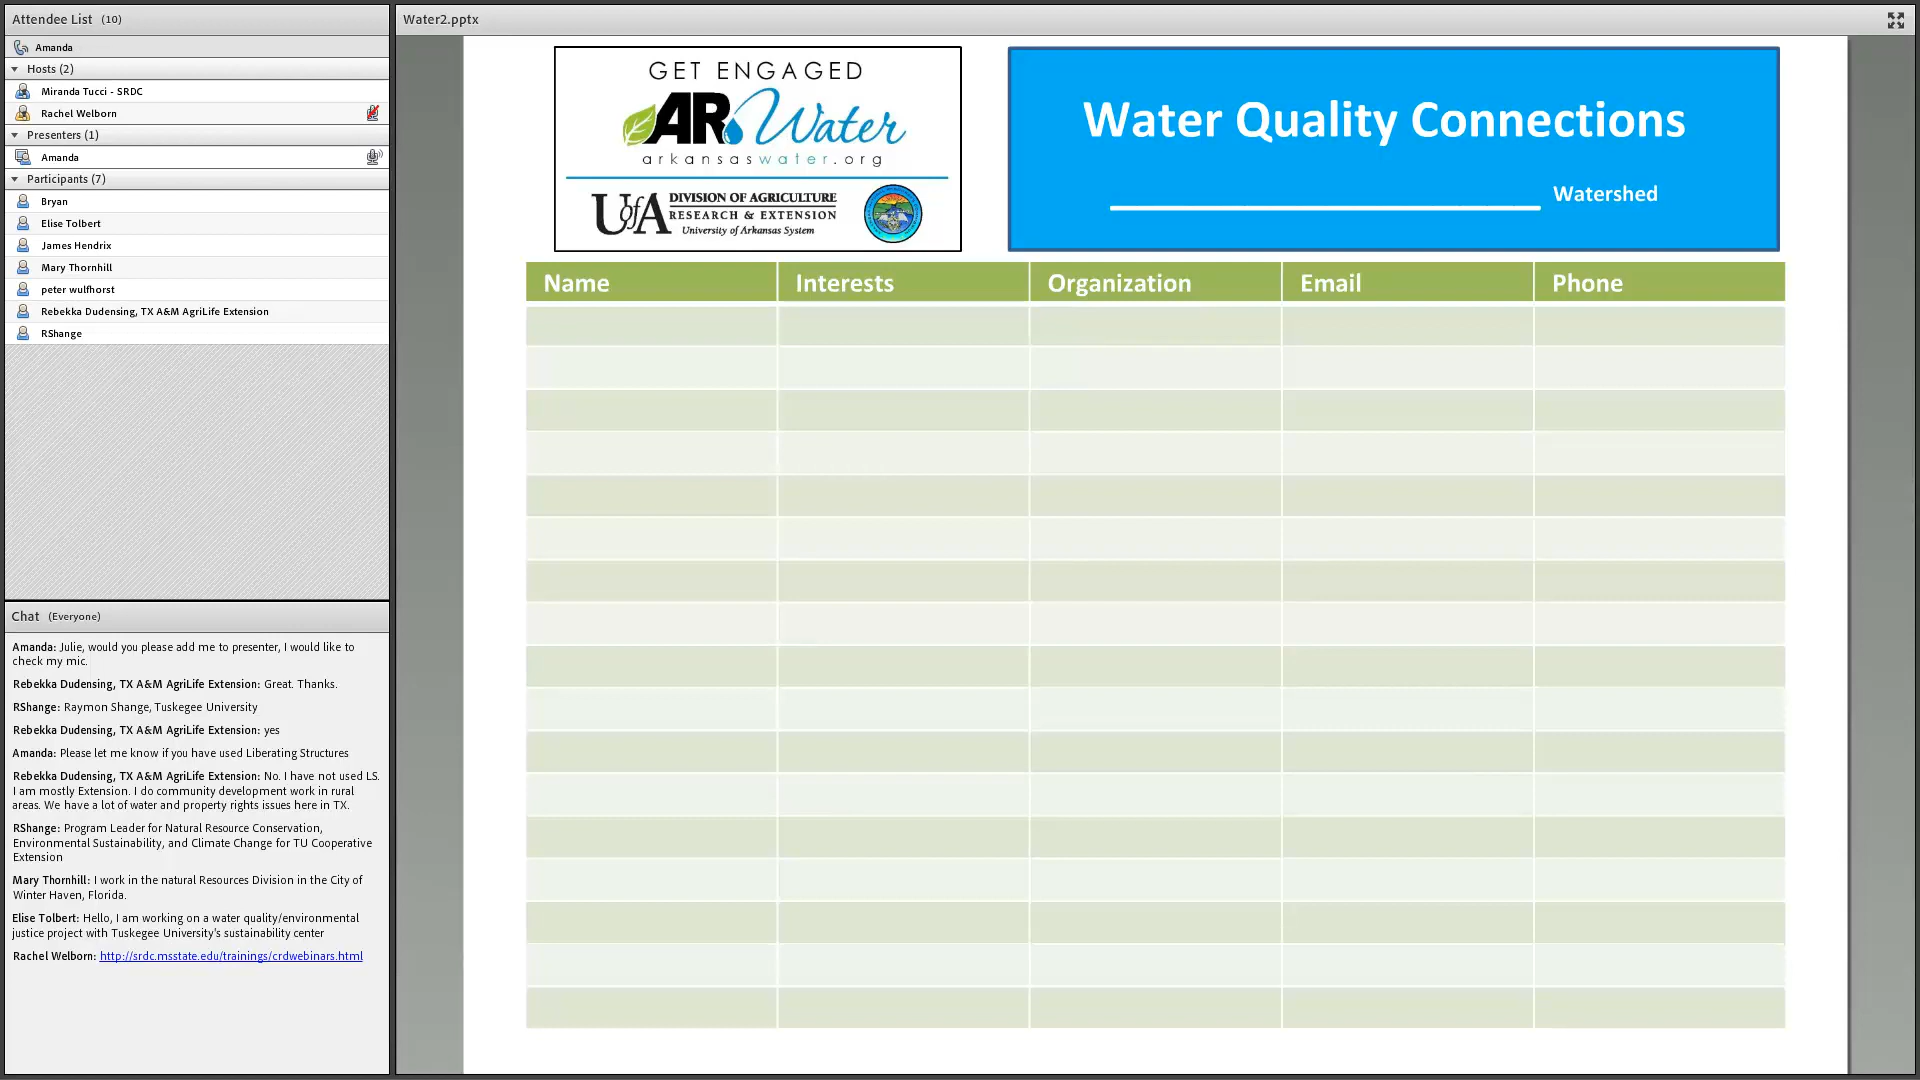 Attendee List (10)
Amanda
Hosts (2)
Miranda Tucci - SRDC
Rachel Welborn
Presenters (1)
Amanda
Participants (7)
Bryan
Elise Tolbert
James Hendrix
Mary Thornhill
peter wulfhorst
Rebekka Dudensing, TX A&M AgriLife Extension
RShange
Chat (Everyone)
Amanda: Julie, would you please add me to presenter, I would like to
check my mic.
Rebekka Dudensing, TX A&M AgriLife Extension: Great. Thanks.
RShange: Raymon Shange, Tuskegee University
Rebekka Dudensing, TX A&M AgriLife Extension: yes
Amanda: Please let me know if you have used Liberating Structures
Rebekka Dudensing, TX A&M AgriLife Extension: No. I have not used LS.
I am mostly Extension. I do community development work in rural
areas. We have a lot of water and property rights issues here in TX.
RShange: Program Leader for Natural Resource Conservation,
Environmental Sustainability, and Climate Change for TU Cooperative
Extension
Mary Thornhill: I work in the natural Resources Division in the City of
Winter Haven, Florida.
Elise Tolbert: Hello, I am working on a water quality/environmental
justice project with Tuskegee University's sustainability center
Rachel Welborn: http://srdc.msstate.edu/trainings/crdwebinars.html
Water2.pptx
GET ENGAGED
AR Water
arkansaswater.org
UofA DIVISION OF AGRICULTURE
RESEARCH & EXTENSION
University of Arkansas System
Water Quality Connections
Watershed
Name Interests Organization Email Phone